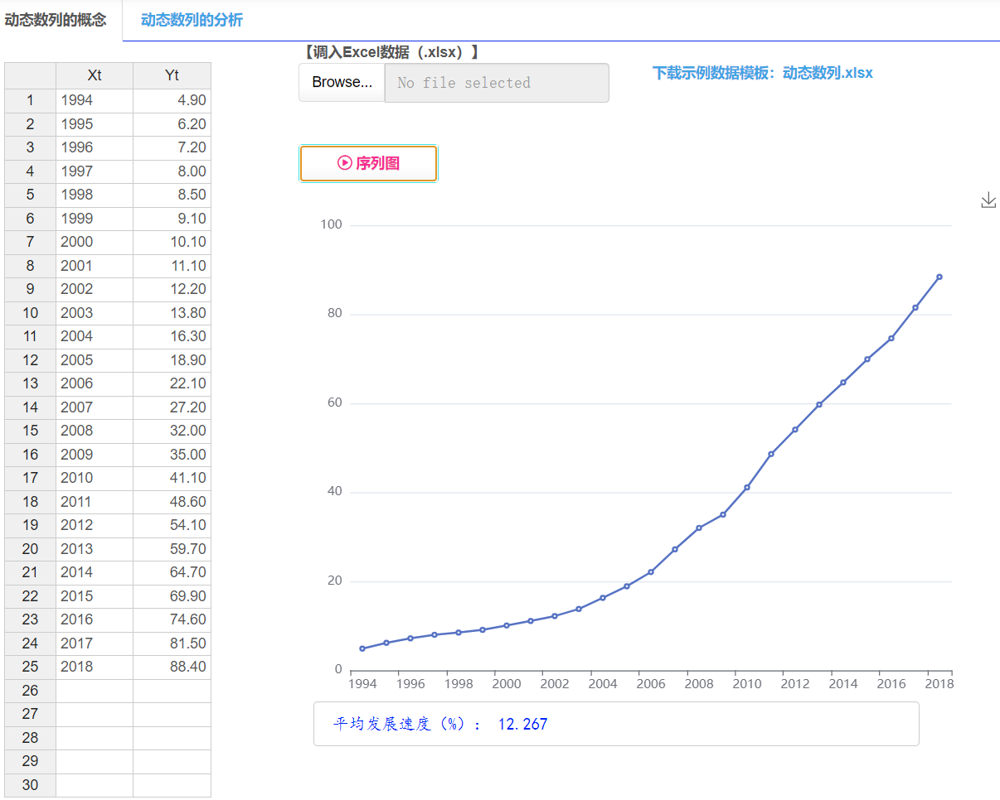 动态数列的概念 动态数列的分析
【调入Excel数据（.xlsx）】
Browse... No file selected
下载示例数据模板：动态数列.xlsx
Xt Yt
1 1994 4.90
2 1995 6.20
3 1996 7.20
4 1997 8.00
5 1998 8.50
6 1999 9.10
7 2000 10.10
8 2001 11.10
9 2002 12.20
10 2003 13.80
11 2004 16.30
12 2005 18.90
13 2006 22.10
14 2007 27.20
15 2008 32.00
16 2009 35.00
17 2010 41.10
18 2011 48.60
19 2012 54.10
20 2013 59.70
21 2014 64.70
22 2015 69.90
23 2016 74.60
24 2017 81.50
25 2018 88.40
26
27
28
29
30
序列图
100
80
60
40
20
0
1994 1996 1998 2000 2002 2004 2006 2008 2010 2012 2014 2016 2018
平均发展速度（%）： 12.267